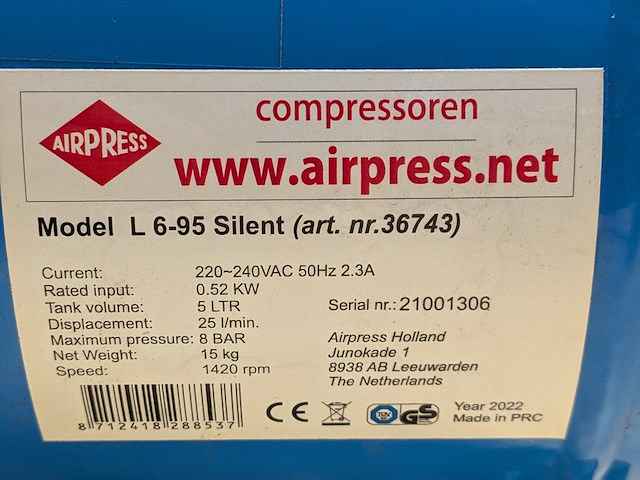 AIRPRESS
compressoren
www.airpress.net
Model L 6-95 Silent (art. nr.36743)
Current: 220~240VAC 50Hz 2.3A
Rated input: 0.52 KW
Tank volume: 5 LTR
Displacement: 25 l/min.
Maximum pressure: 8 BAR
Net Weight: 15 kg
Speed: 1420 rpm
Serial nr.: 21001306
Airpress Holland
Junokade 1
8938 AB Leeuwarden
The Netherlands
8 712418 288537
CE
TÜV GS
Year 2022
Made in PRC